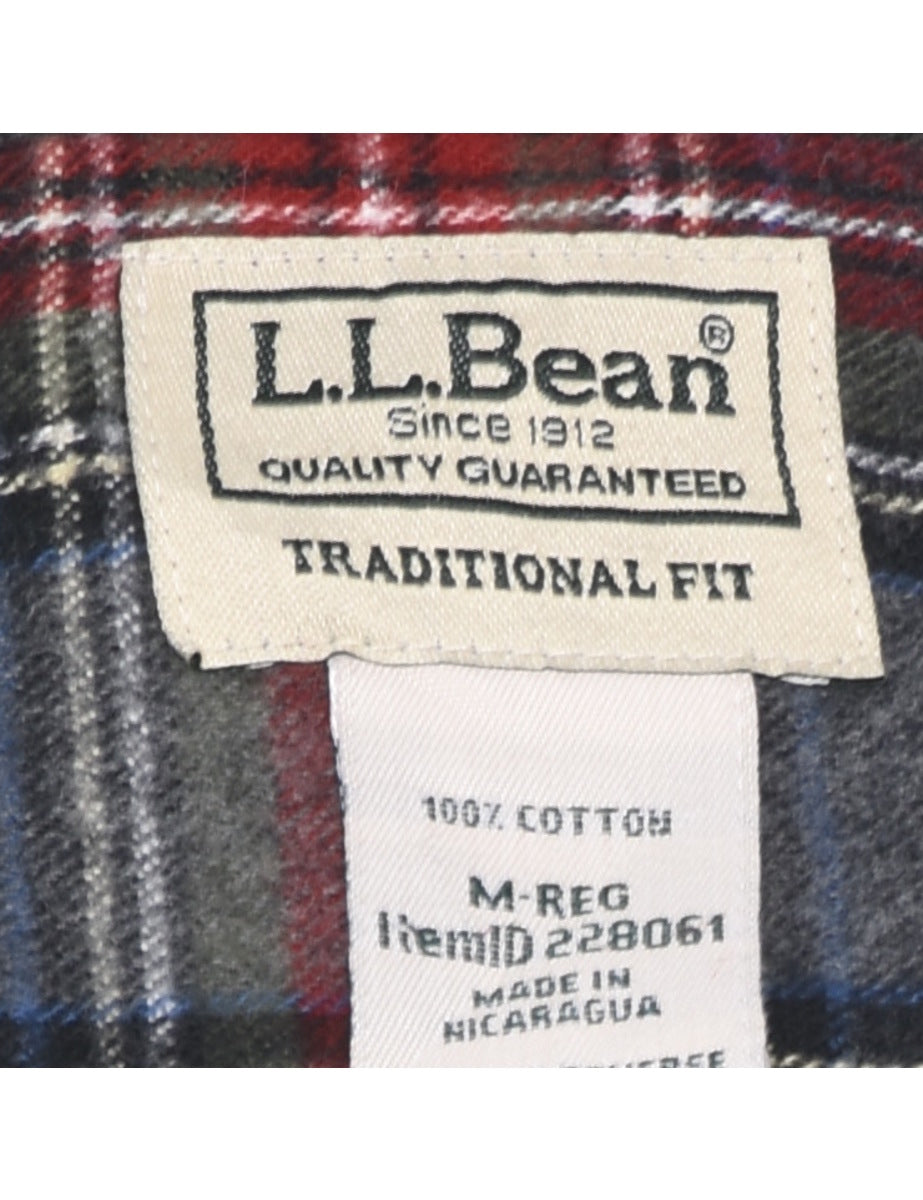 L.L.Bean®
Since 1912
QUALITY GUARANTEED
TRADITIONAL FIT
100% COTTON
M-REG
ItemID 228061
MADE IN
NICARAGUA